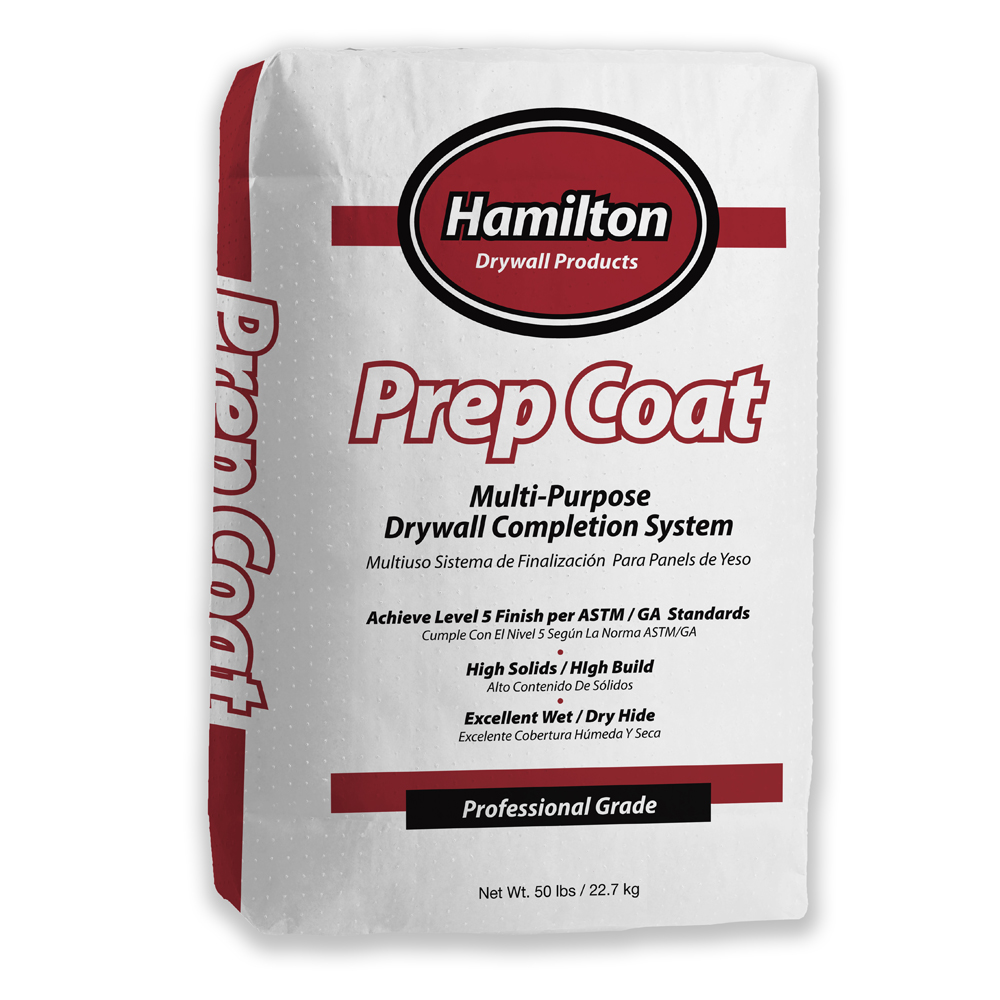 Hamilton
Drywall Products
Prep Coat
Multi-Purpose
Drywall Completion System
Multiuso Sistema de Finalización Para Panels de Yeso
Achieve Level 5 Finish per ASTM / GA Standards
Cumple Con El Nivel 5 Según La Norma ASTM/GA
•
High Solids / HIgh Build
Alto Contenido De Sólidos
•
Excellent Wet / Dry Hide
Excelente Cobertura Húmeda Y Seca
Professional Grade
Net Wt. 50 lbs / 22.7 kg
Prep Coat